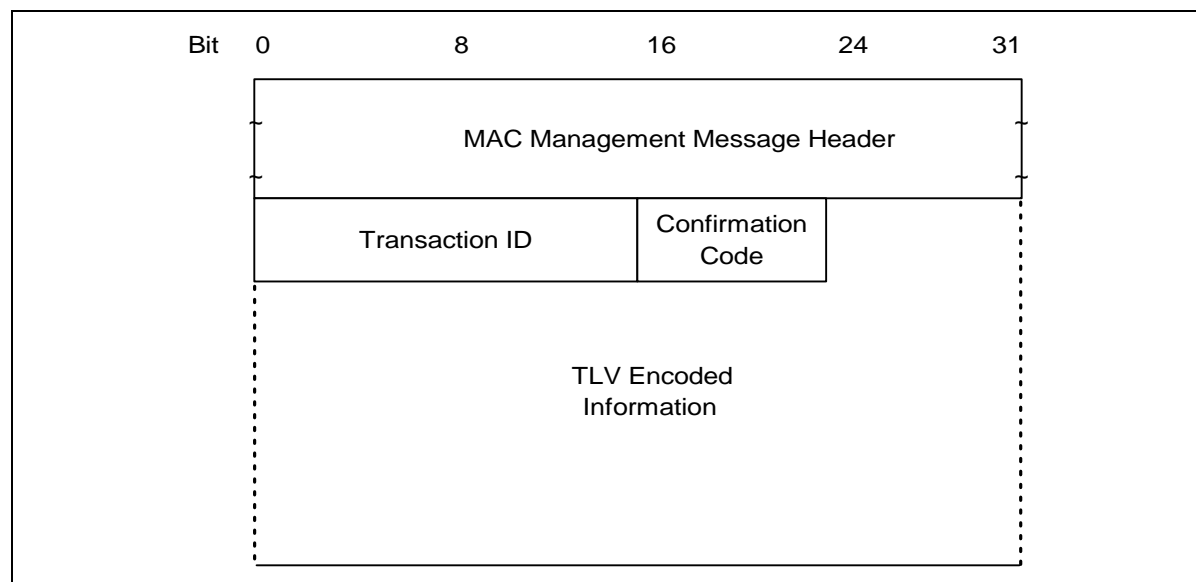 Bit 0 8 16 24 31
MAC Management Message Header
Transaction ID
Confirmation
Code
TLV Encoded
Information